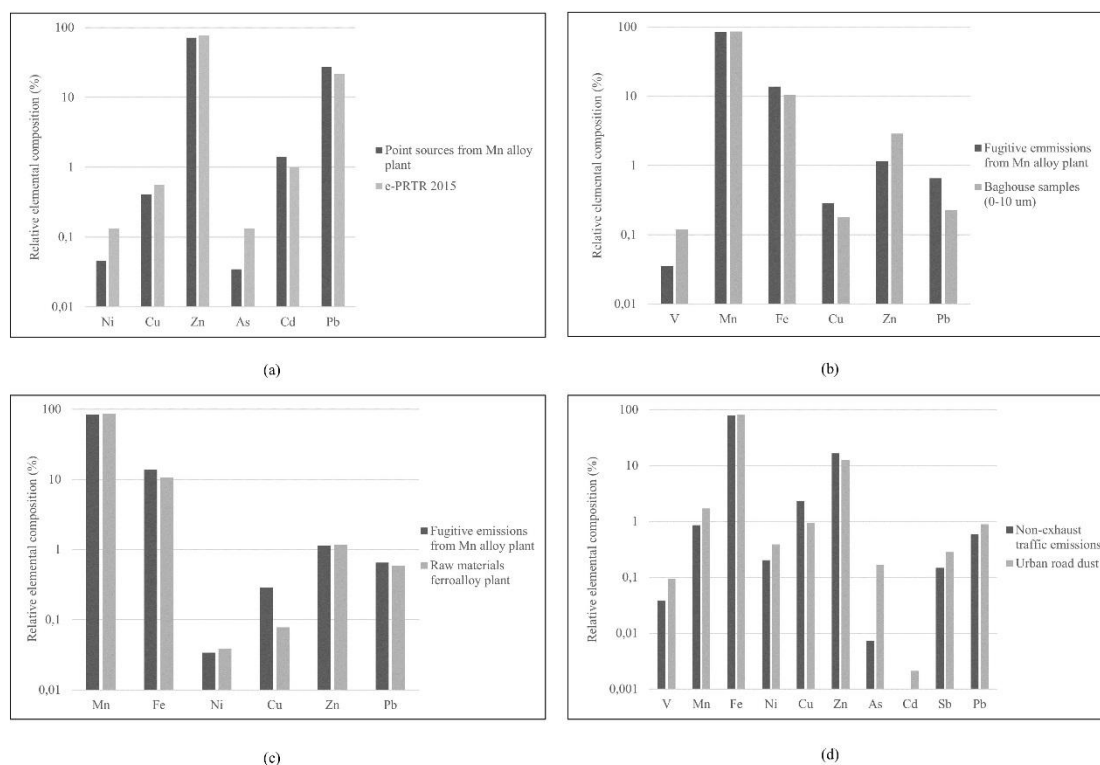 100
10
1
0,1
0,01
Relative elemental composition (%)
Ni Cu Zn As Cd Pb
Point sources from Mn alloy
plant
e-PRTR 2015
(a)
100
10
1
0,1
0,01
Relative elemental composition (%)
V Mn Fe Cu Zn Pb
Fugitive emmissions
from Mn alloy plant
Baghouse samples
(0-10 um)
(b)
100
10
1
0,1
0,01
Relative elemental composition (%)
Mn Fe Ni Cu Zn Pb
Fugitive emissions
from Mn alloy plant
Raw materials
ferroalloy plant
(c)
100
10
1
0,1
0,01
0,001
Relative elemental composition (%)
V Mn Fe Ni Cu Zn As Cd Sb Pb
Non-exhaust
traffic emissions
Urban road dust
(d)